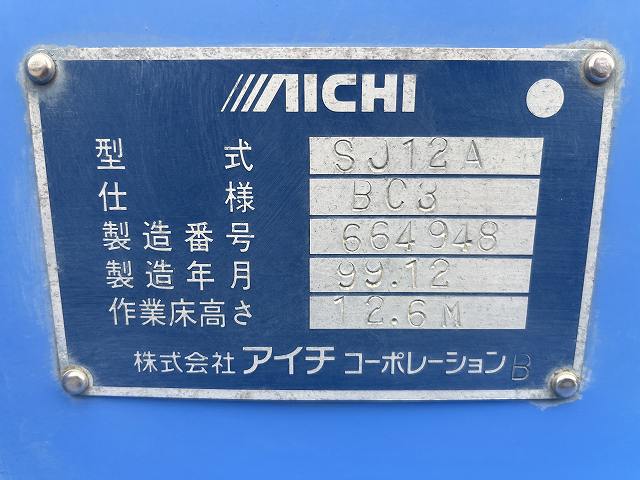 AICHI
型式 SJ12A
仕様 BC3
製造番号 664948
製造年月 99.12
作業床高さ 12.6M
株式会社 アイチ コーポレーション B